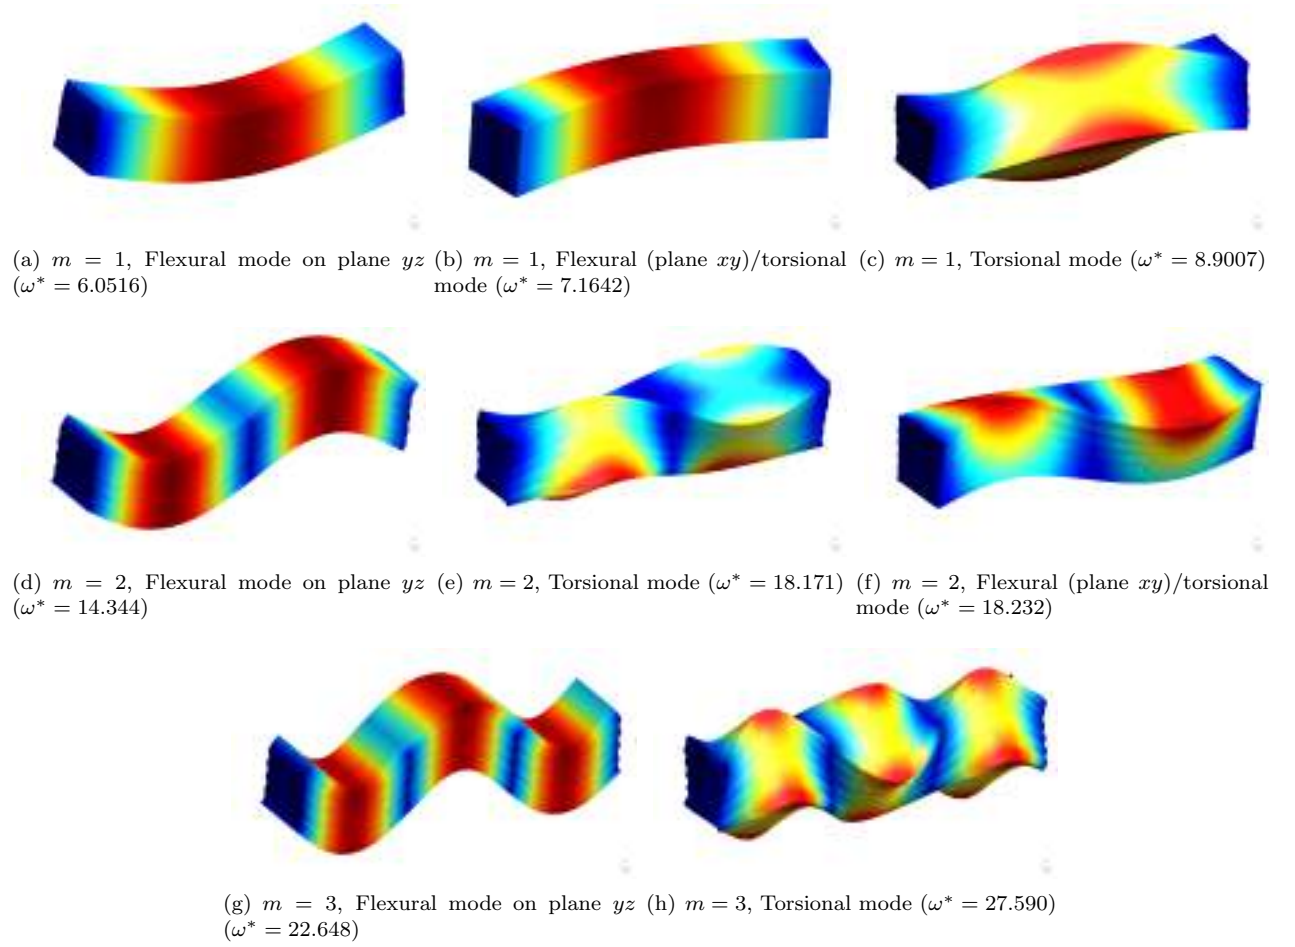 (a) m = 1, Flexural mode on plane yz
(ω* = 6.0516)
(b) m = 1, Flexural (plane xy)/torsional
mode (ω* = 7.1642)
(c) m = 1, Torsional mode (ω* = 8.9007)
(d) m = 2, Flexural mode on plane yz
(ω* = 14.344)
(e) m = 2, Torsional mode (ω* = 18.171)
(f) m = 2, Flexural (plane xy)/torsional
mode (ω* = 18.232)
(g) m = 3, Flexural mode on plane yz
(ω* = 22.648)
(h) m = 3, Torsional mode (ω* = 27.590)